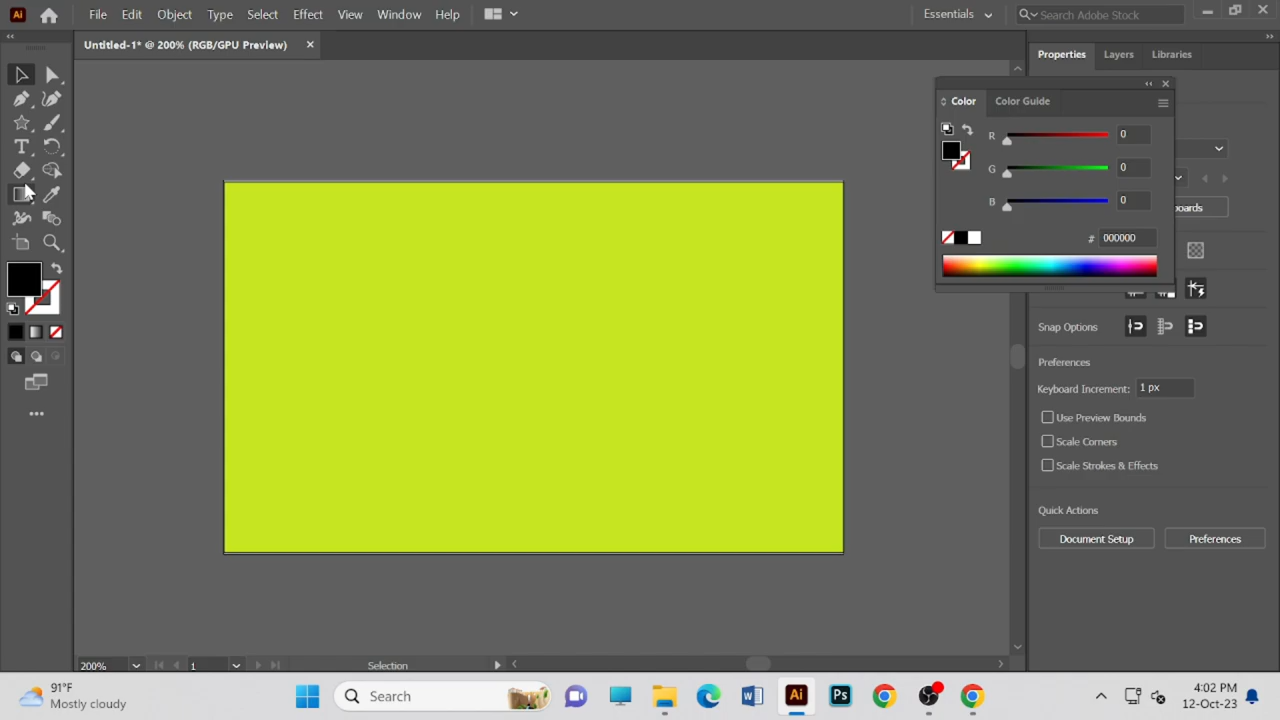 Ai File Edit Object Type Select Effect View Window Help Essentials Search Adobe Stock
Untitled-1* @ 200% (RGB/GPU Preview)
Properties Layers Libraries
Color Color Guide
R 0
G 0
B 0
# 000000
T
Snap Options
Preferences
Keyboard Increment: 1 px
Use Preview Bounds
Scale Corners
Scale Strokes & Effects
Quick Actions
Document Setup Preferences
200% 1 Selection
91°F
Mostly cloudy
Search
W Ai Ps
4:02 PM
12-Oct-23